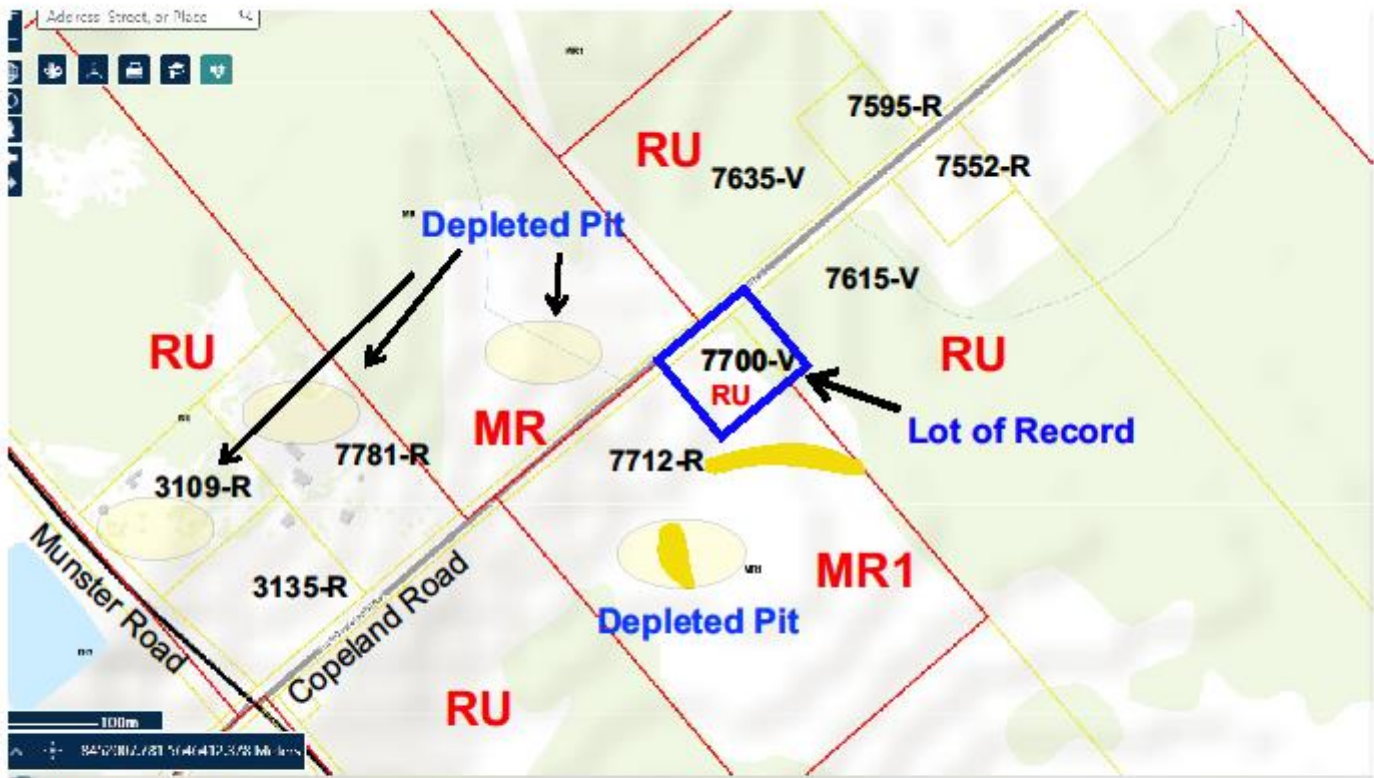 Address, Street, or Place
MR1
7595-R
RU
7552-R
7635-V
Depleted Pit
7615-V
RU
RU
7700-V
RU
MR
Lot of Record
7781-R
7712-R
3109-R
MR1
3135-R
Munster Road
Copeland Road
Depleted Pit
RU
100m